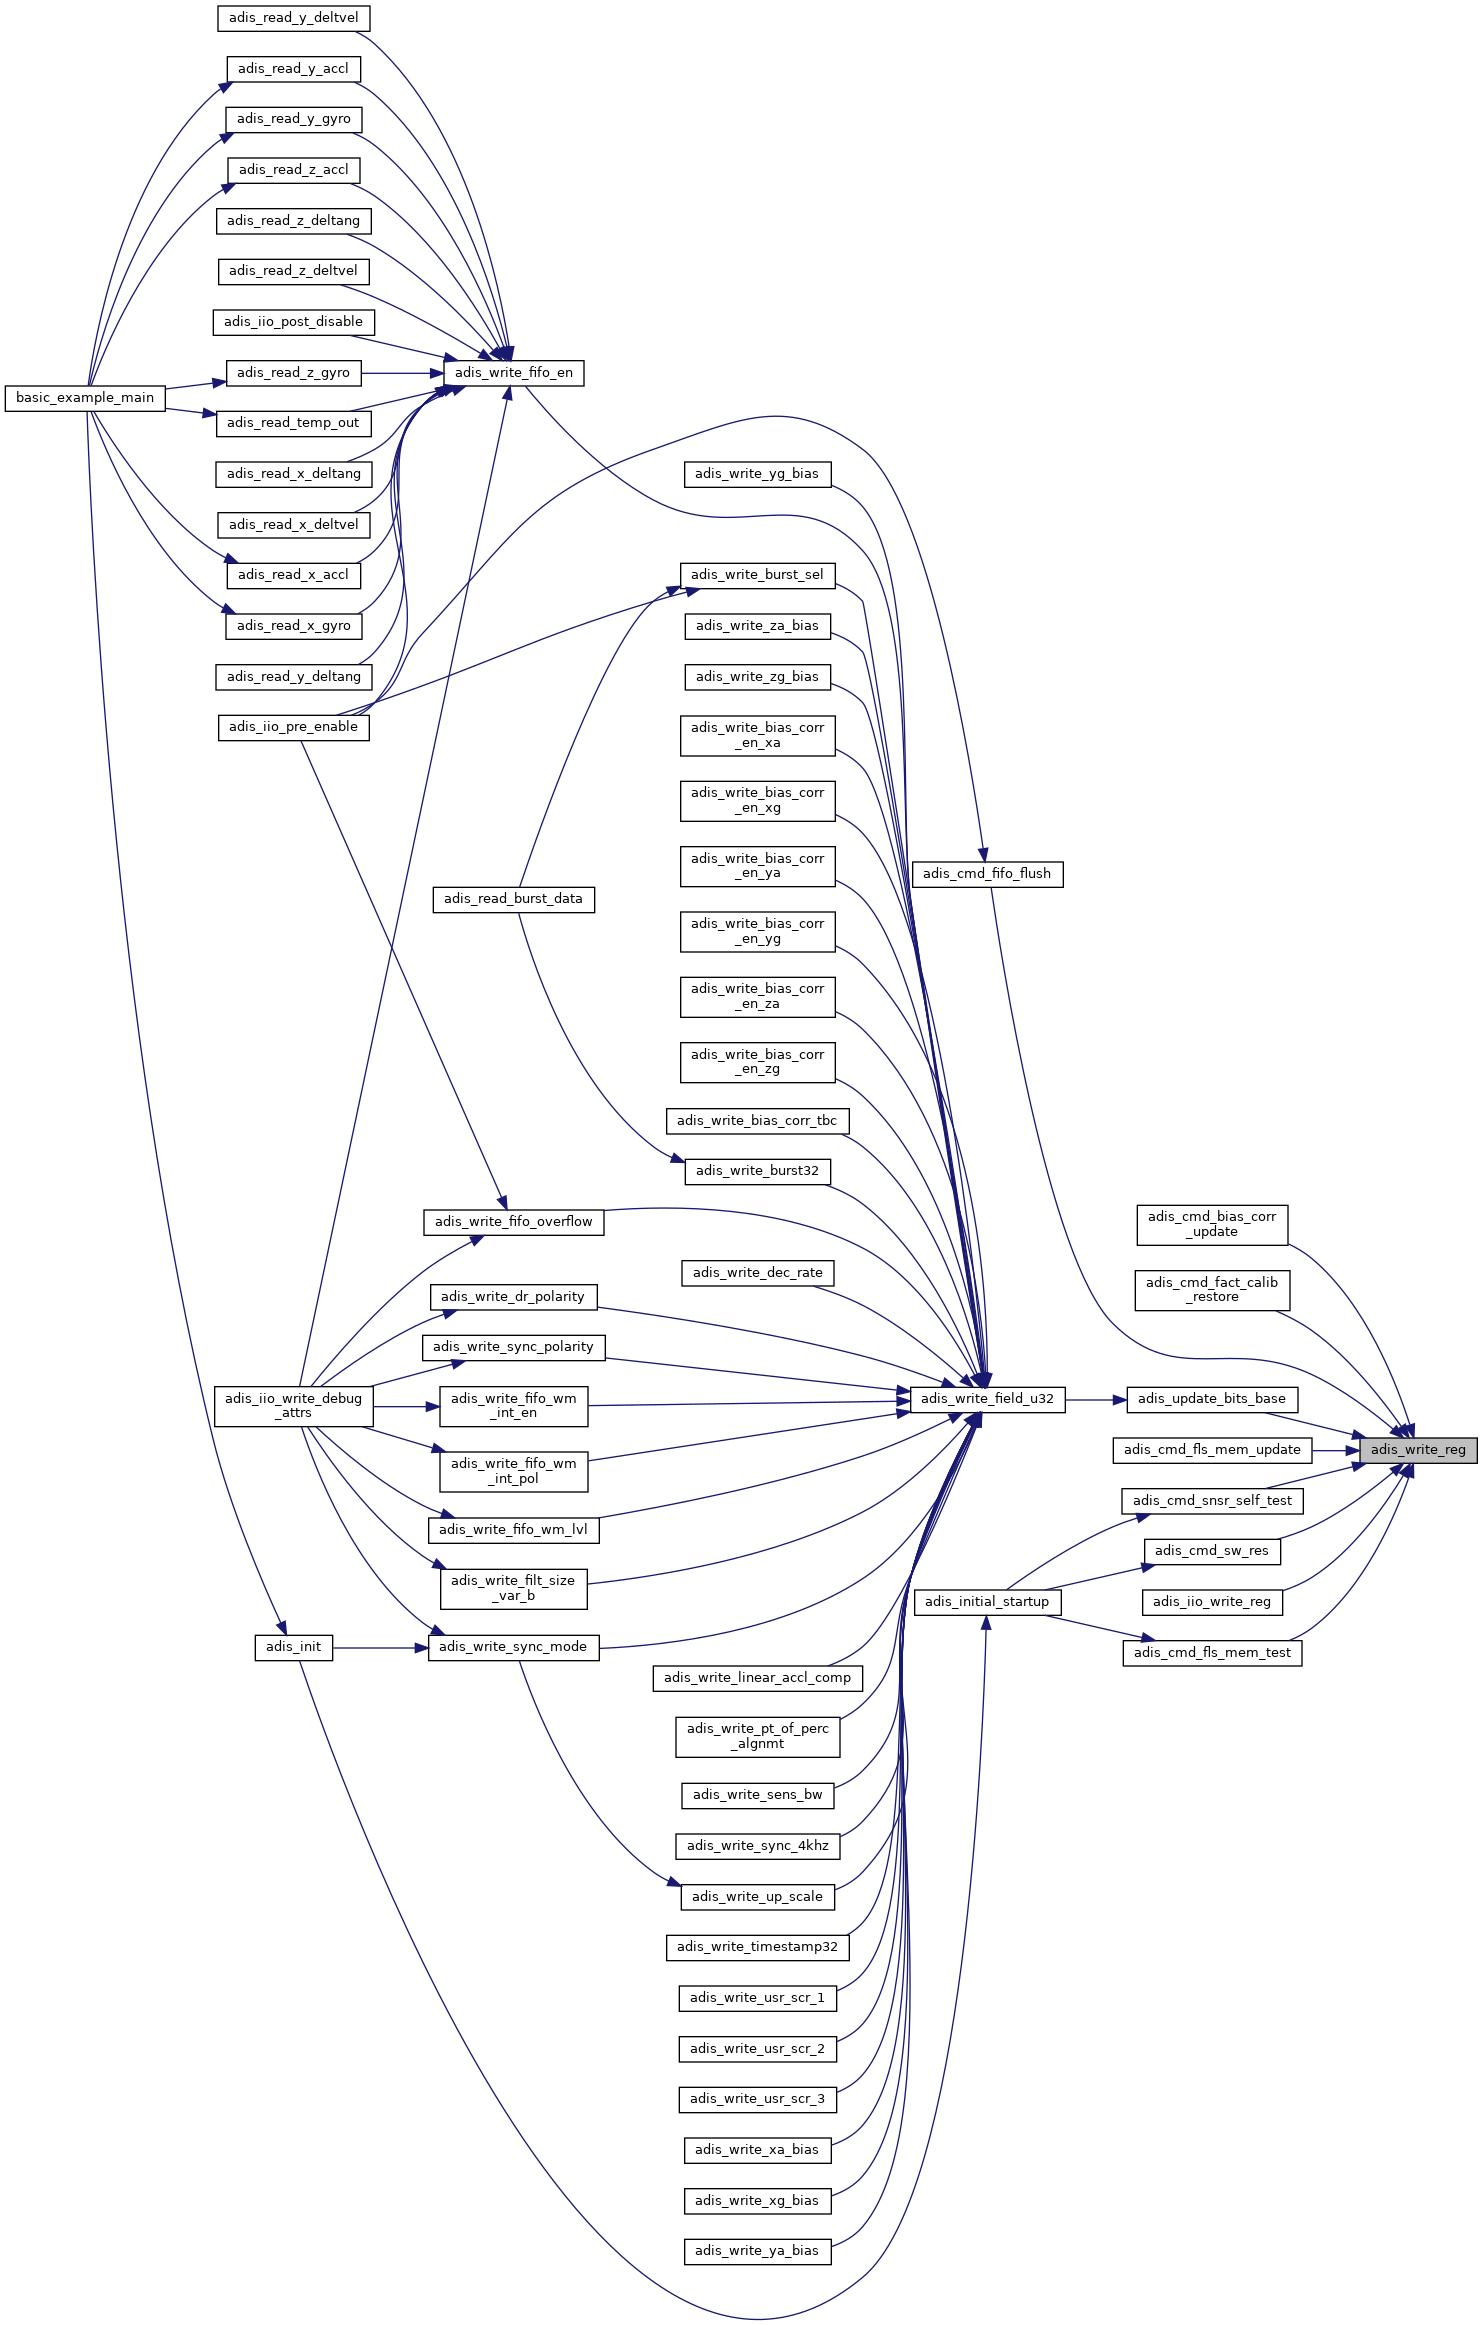 adis_read_y_deltvel
adis_read_y_accl
adis_read_y_gyro
adis_read_z_accl
adis_read_z_deltang
adis_read_z_deltvel
adis_iio_post_disable
adis_read_z_gyro
adis_write_fifo_en
basic_example_main
adis_read_temp_out
adis_read_x_deltang
adis_write_yg_bias
adis_read_x_deltvel
adis_read_x_accl
adis_write_burst_sel
adis_read_x_gyro
adis_write_za_bias
adis_read_y_deltang
adis_write_zg_bias
adis_iio_pre_enable
adis_write_bias_corr
_en_xa
adis_write_bias_corr
_en_xg
adis_write_bias_corr
_en_ya
adis_cmd_fifo_flush
adis_read_burst_data
adis_write_bias_corr
_en_yg
adis_write_bias_corr
_en_za
adis_write_bias_corr
_en_zg
adis_write_bias_corr_tbc
adis_write_burst32
adis_write_fifo_overflow
adis_cmd_bias_corr
_update
adis_write_dec_rate
adis_cmd_fact_calib
_restore
adis_write_dr_polarity
adis_write_sync_polarity
adis_iio_write_debug
_attrs
adis_write_fifo_wm
_int_en
adis_write_field_u32
adis_update_bits_base
adis_cmd_fls_mem_update
adis_write_reg
adis_write_fifo_wm
_int_pol
adis_cmd_snsr_self_test
adis_write_fifo_wm_lvl
adis_cmd_sw_res
adis_write_filt_size
_var_b
adis_initial_startup
adis_iio_write_reg
adis_init
adis_write_sync_mode
adis_cmd_fls_mem_test
adis_write_linear_accl_comp
adis_write_pt_of_perc
_algnmt
adis_write_sens_bw
adis_write_sync_4khz
adis_write_up_scale
adis_write_timestamp32
adis_write_usr_scr_1
adis_write_usr_scr_2
adis_write_usr_scr_3
adis_write_xa_bias
adis_write_xg_bias
adis_write_ya_bias